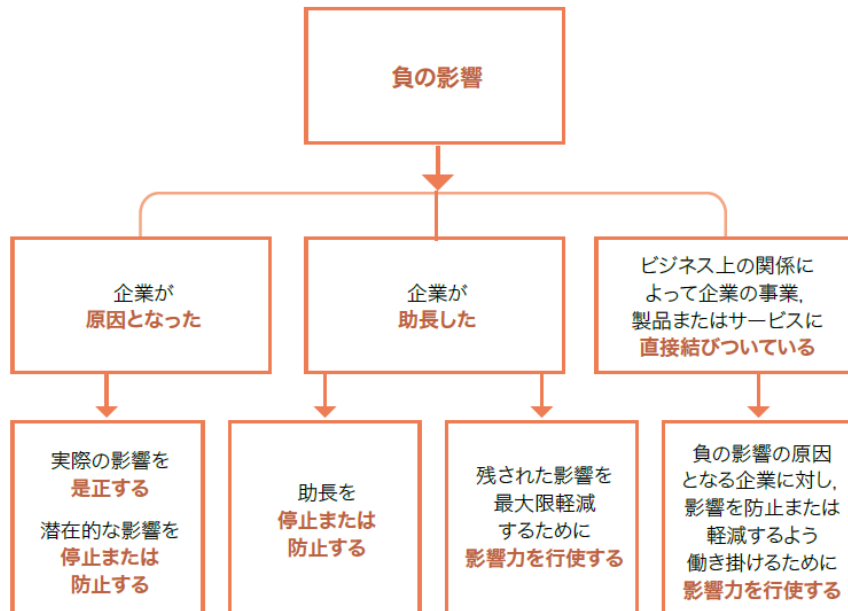 負の影響
企業が
原因となった
企業が
助長した
ビジネス上の関係に
よって企業の事業,
製品またはサービスに
直接結びついている
実際の影響を
是正する
潜在的な影響を
停止または
防止する
助長を
停止または
防止する
残された影響を
最大限軽減
するために
影響力を行使する
負の影響の原因
となる企業に対し,
影響を防止または
軽減するよう
働き掛けるために
影響力を行使する